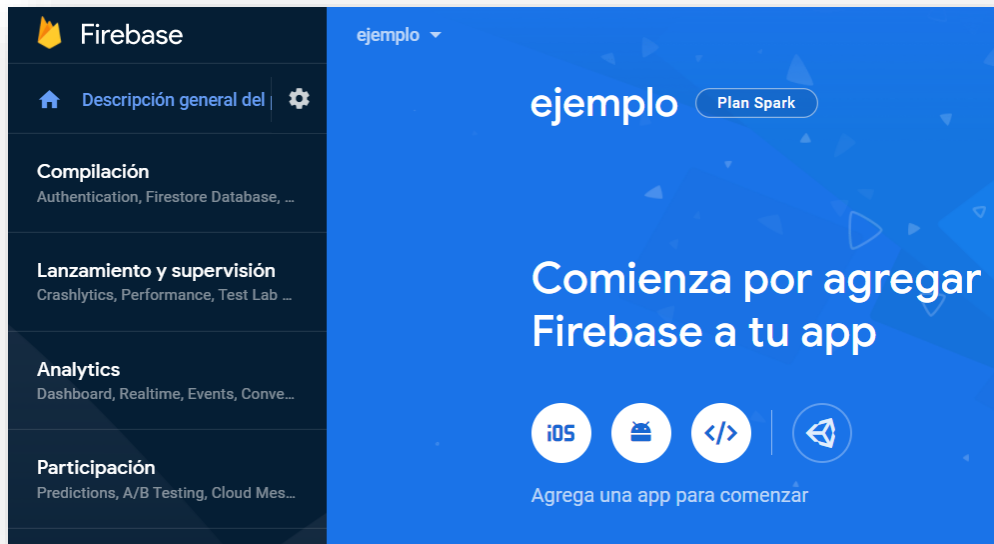 Firebase
Descripción general del
Compilación
Authentication, Firestore Database, ...
Lanzamiento y supervisión
Crashlytics, Performance, Test Lab ...
Analytics
Dashboard, Realtime, Events, Conve...
Participación
Predictions, A/B Testing, Cloud Mes...
ejemplo
ejemplo Plan Spark
Comienza por agregar
Firebase a tu app
iOS </>
Agrega una app para comenzar